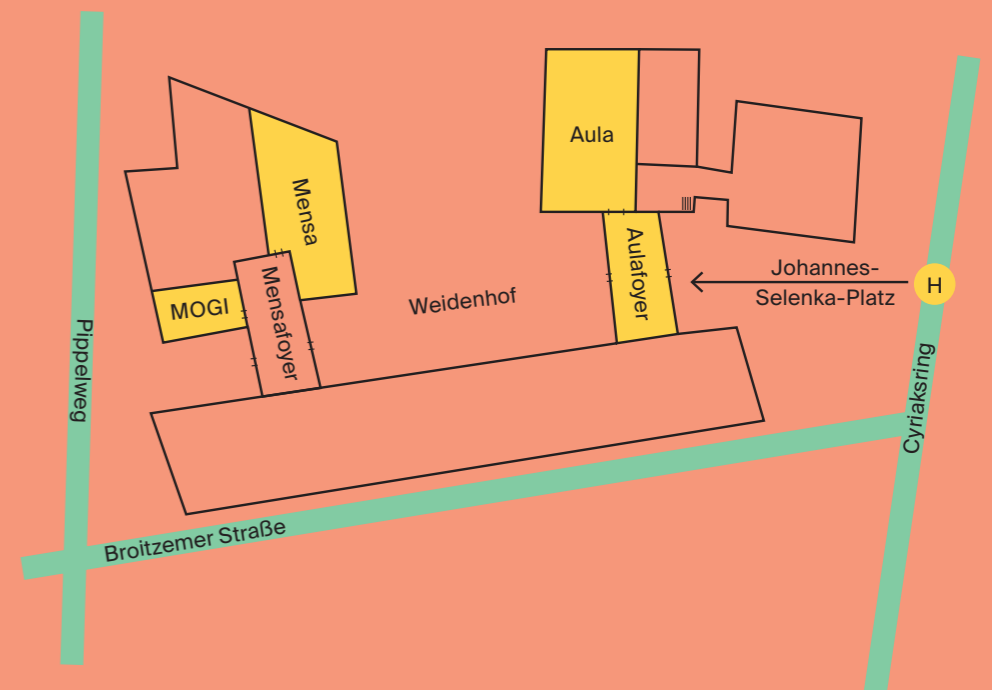 Aula
Mensa
Aulafoyer
Johannes-
Selenka-Platz
H
Mensafoyer
MOGI
Weidenhof
Pippelweg
Cyriaksring
Broitzemer Straße